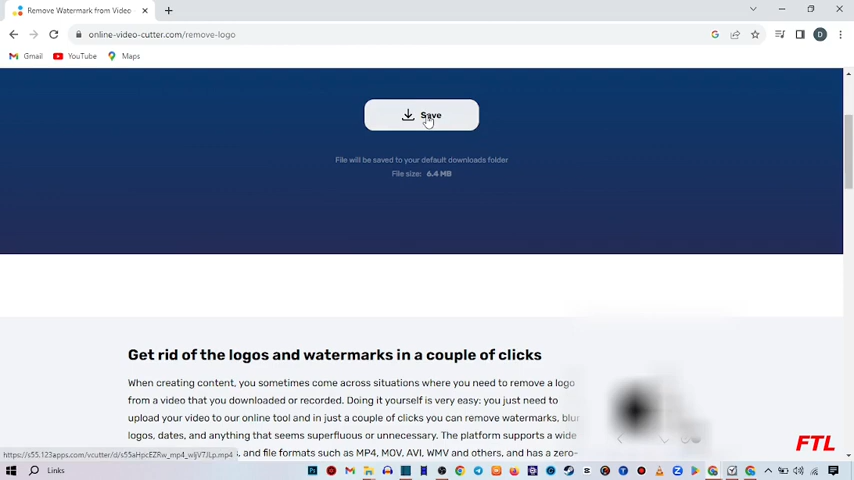 Remove Watermark from Video
online-video-cutter.com/remove-logo
D
Gmail
YouTube
Maps
Save
File will be saved to your default downloads folder
File size: 6.4 MB
Get rid of the logos and watermarks in a couple of clicks
When creating content, you sometimes come across situations where you need to remove a logo
from a video that you downloaded or recorded. Doing it yourself is very easy: you just need to
upload your video to our online tool and in just a couple of clicks you can remove watermarks, blur
logos, dates, and anything that seems superfluous or unnecessary. The platform supports a wide
and file formats such as MP4, MOV, AVI, WMV and others, and has a zero-
FTL
Links